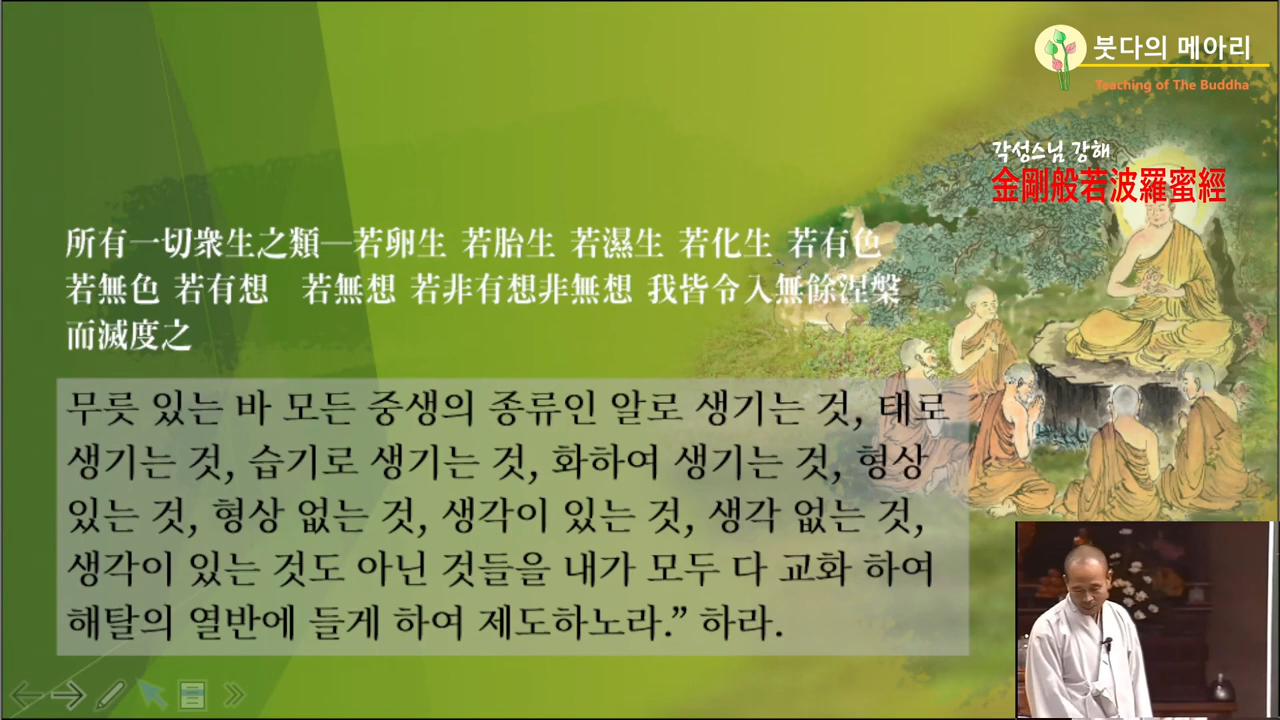 붓다의 메아리
Teaching of The Buddha
각성스님 강해
金剛般若波羅蜜經
所有一切衆生之類─若卵生 若胎生 若濕生 若化生 若有色
若無色 若有想 若無想 若非有想非無想 我皆令入無餘涅槃
而滅度之
무릇 있는 바 모든 중생의 종류인 알로 생기는 것, 태로
생기는 것, 습기로 생기는 것, 화하여 생기는 것, 형상
있는 것, 형상 없는 것, 생각이 있는 것, 생각 없는 것,
생각이 있는 것도 아닌 것들을 내가 모두 다 교화 하여
해탈의 열반에 들게 하여 제도하노라.” 하라.